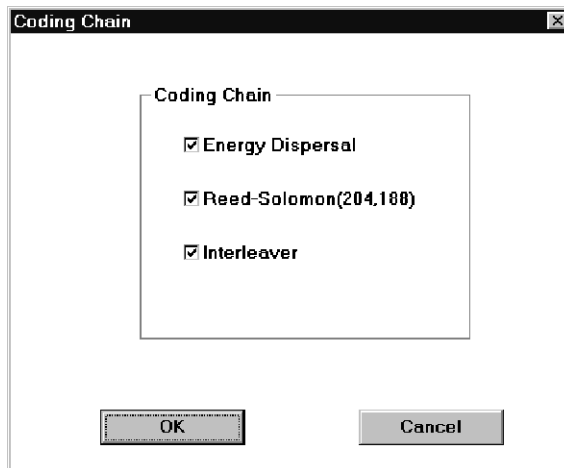 Coding Chain
Coding Chain
Energy Dispersal
Reed-Solomon(204,188)
Interleaver
OK Cancel